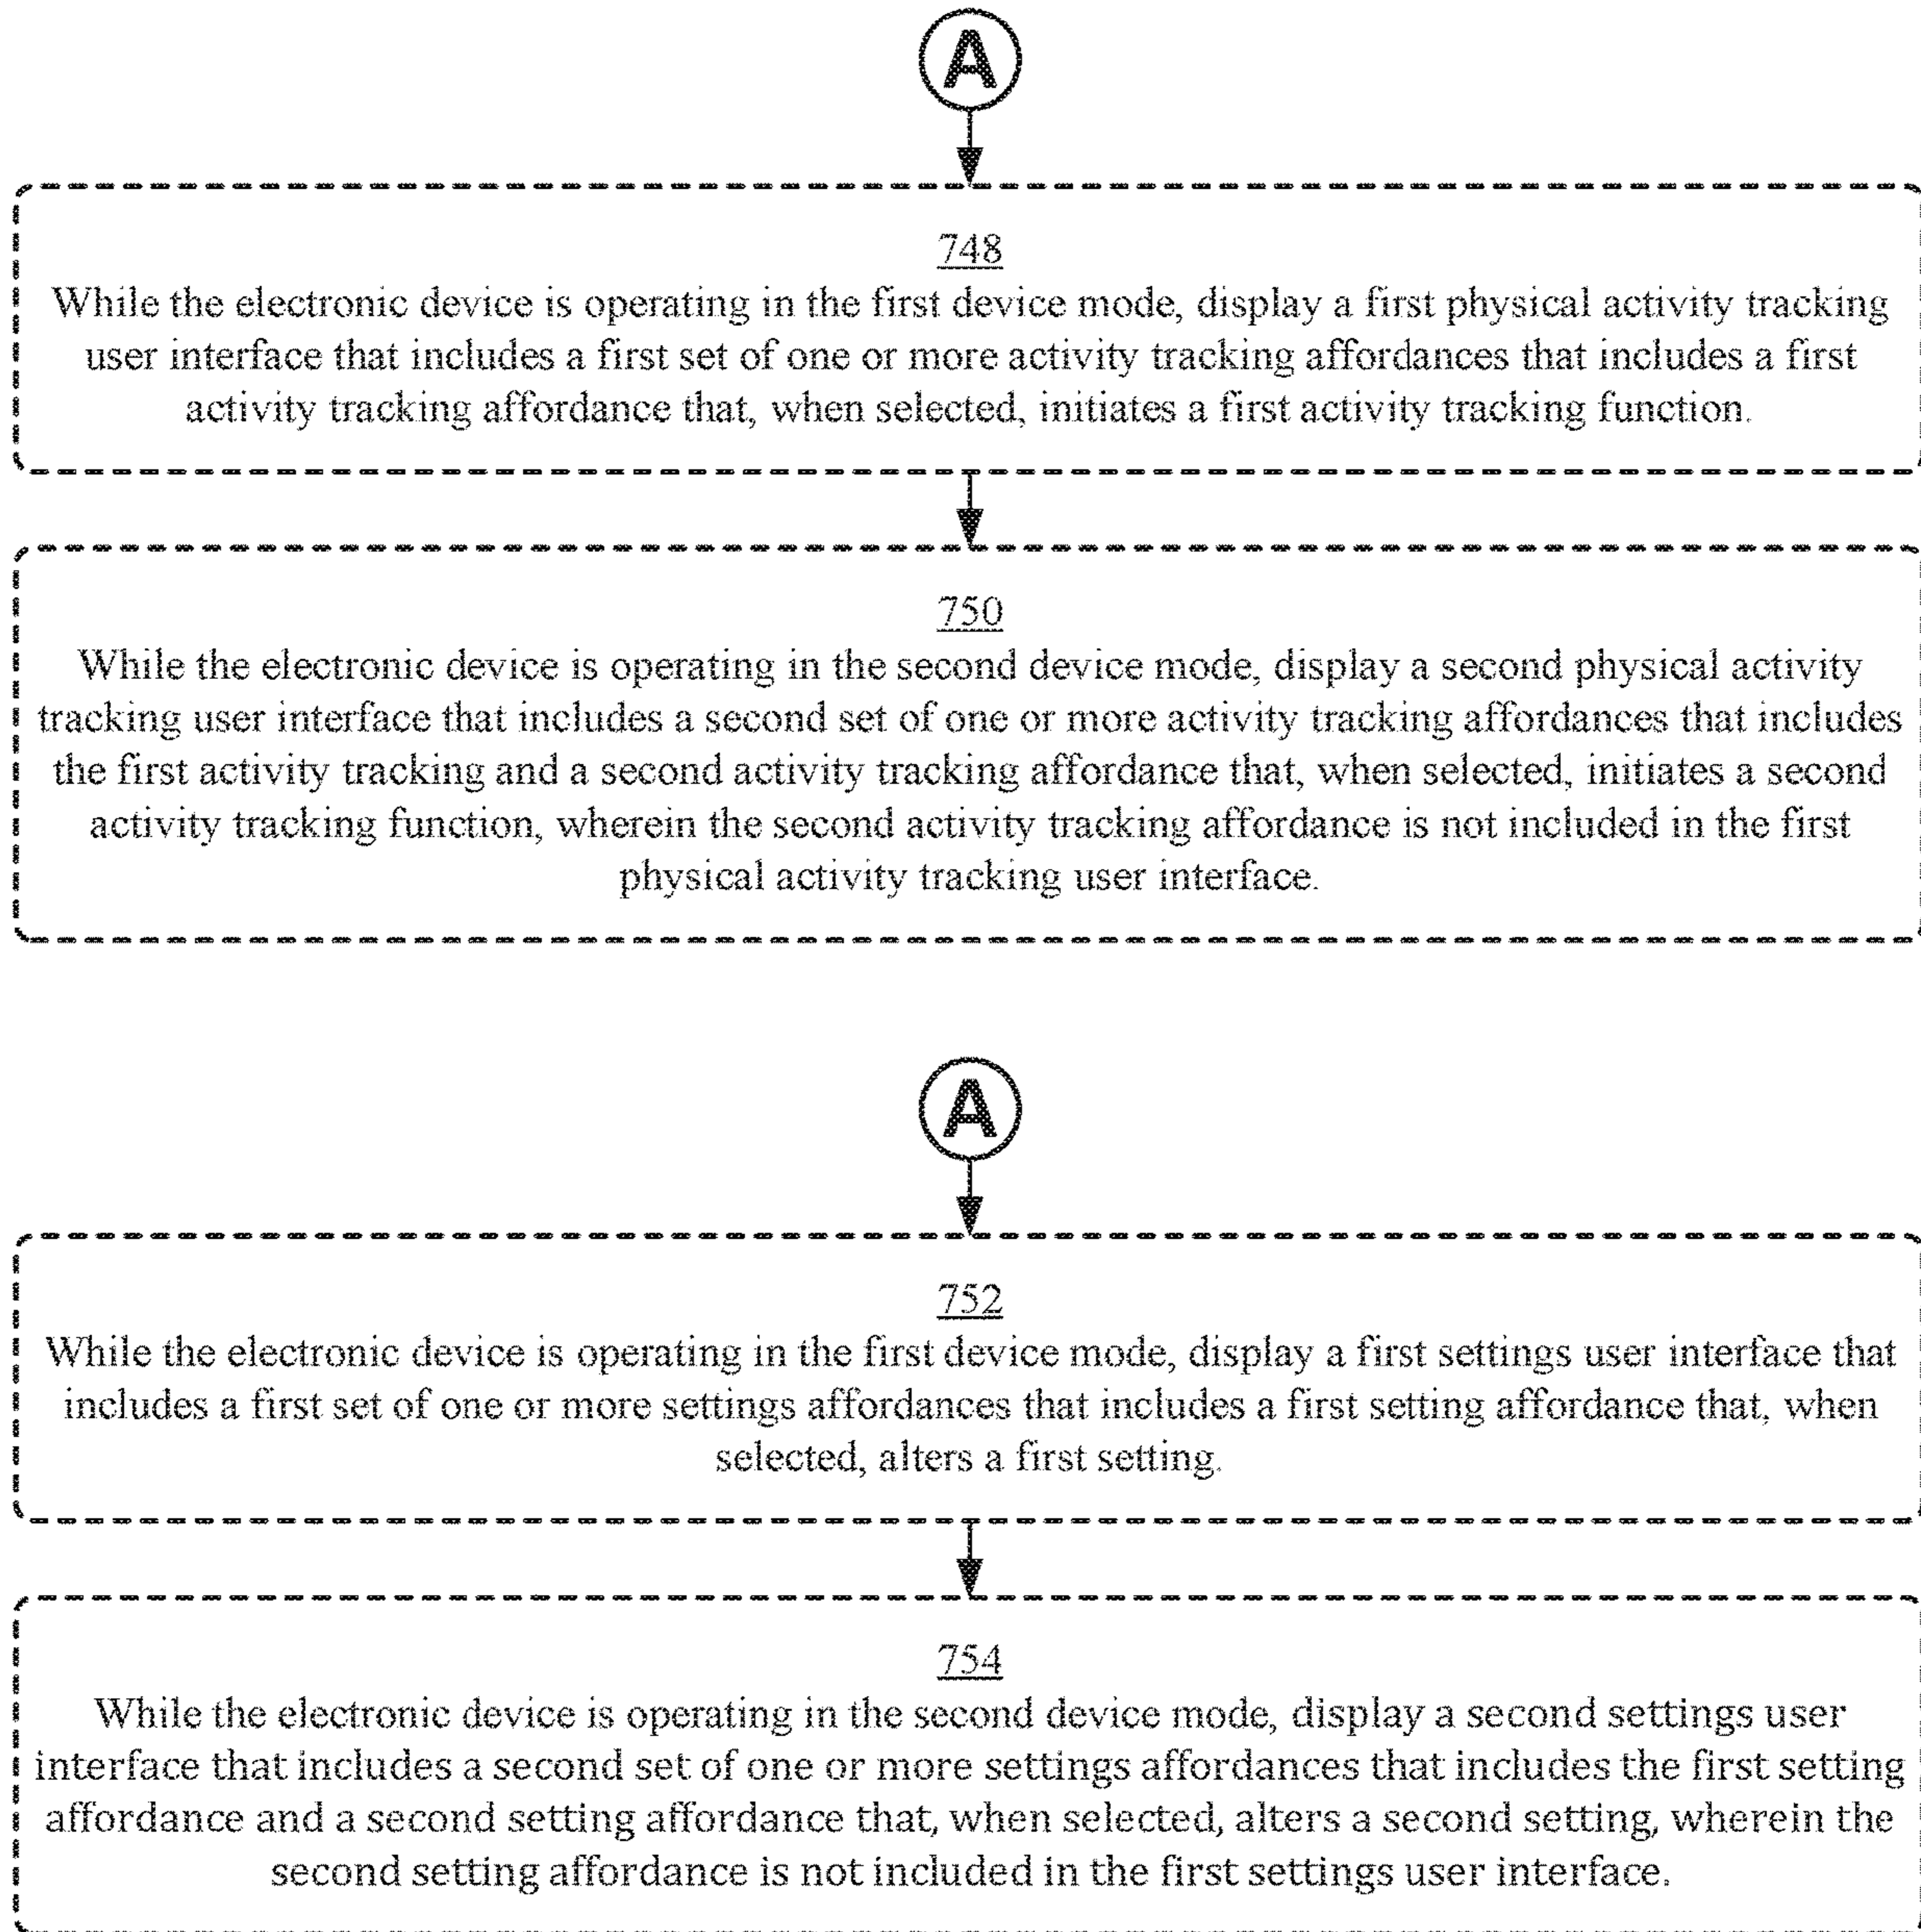 A
748
While the electronic device is operating in the first device mode, display a first physical activity tracking
user interface that includes a first set of one or more activity tracking affordances that includes a first
activity tracking affordance that, when selected, initiates a first activity tracking function.
750
While the electronic device is operating in the second device mode, display a second physical activity
tracking user interface that includes a second set of one or more activity tracking affordances that includes
the first activity tracking and a second activity tracking affordance that, when selected, initiates a second
activity tracking function, wherein the second activity tracking affordance is not included in the first
physical activity tracking user interface.
A
752
While the electronic device is operating in the first device mode, display a first settings user interface that
includes a first set of one or more settings affordances that includes a first setting affordance that, when
selected, alters a first setting.
754
While the electronic device is operating in the second device mode, display a second settings user
interface that includes a second set of one or more settings affordances that includes the first setting
affordance and a second setting affordance that, when selected, alters a second setting, wherein the
second setting affordance is not included in the first settings user interface.